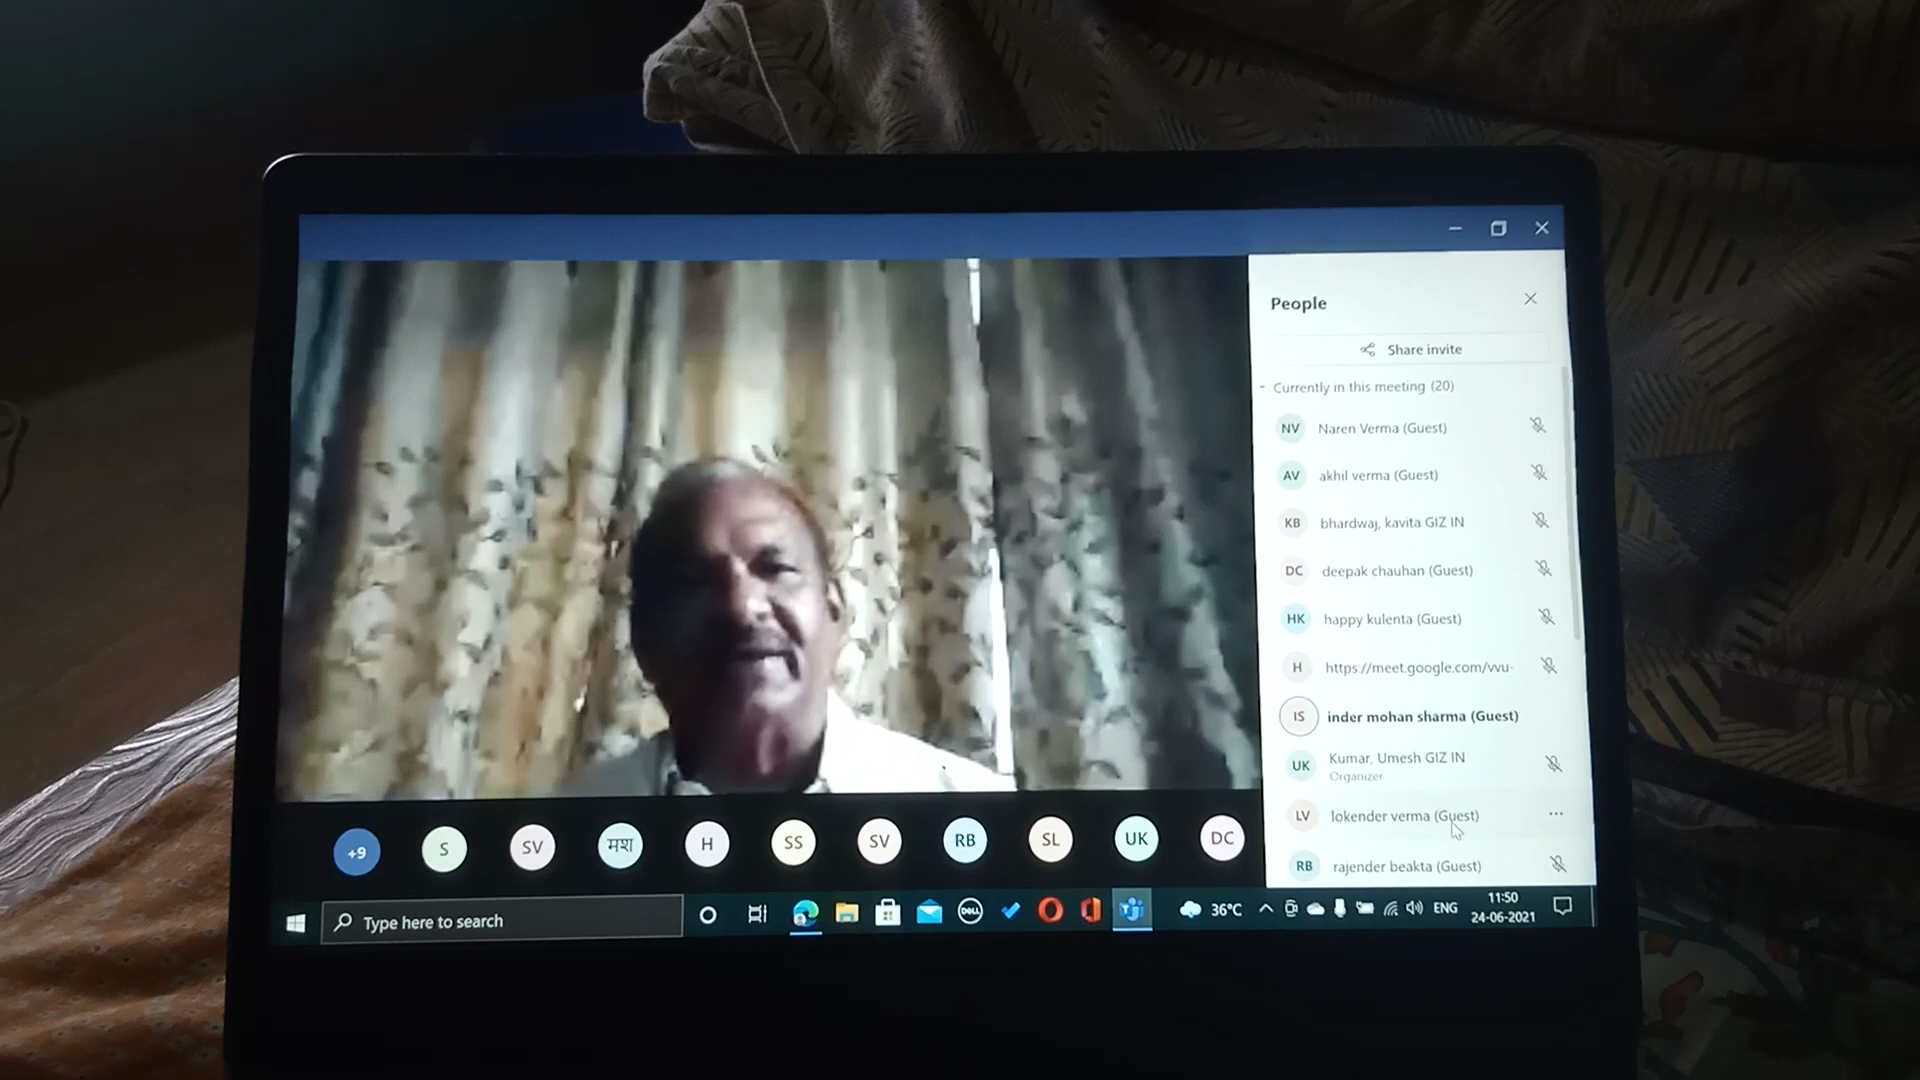 People
Share invite
Currently in this meeting (20)
NV Naren Verma (Guest)
AV akhil verma (Guest)
KB bhardwaj, kavita GIZ IN
DC deepak chauhan (Guest)
HK happy kulenta (Guest)
H https://meet.google.com/vvu-
IS inder mohan sharma (Guest)
UK Kumar, Umesh GIZ IN
Organizer
LV lokender verma (Guest)
RB rajender beakta (Guest)
+9 S SV मश H SS SV RB SL UK DC
Type here to search
DELL
36°C
ENG
11:50
24-06-2021